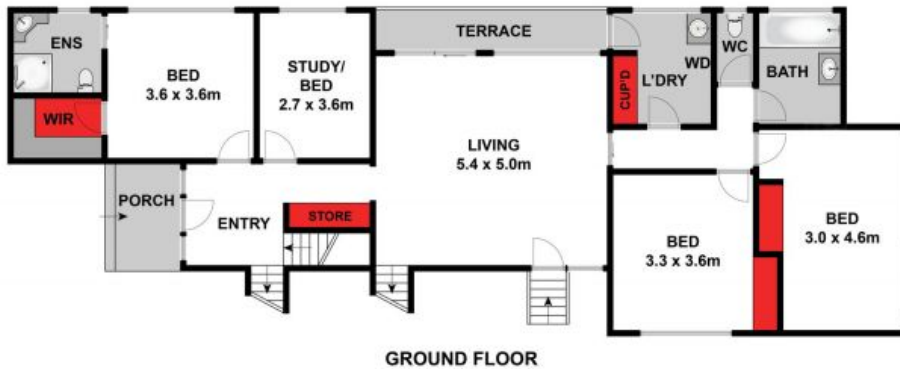 ENS
WIR
BED
3.6 x 3.6m
STUDY/
BED
2.7 x 3.6m
TERRACE
CUP'D
L'DRY
WD
WC
BATH
LIVING
5.4 x 5.0m
PORCH
ENTRY
STORE
BED
3.3 x 3.6m
BED
3.0 x 4.6m
GROUND FLOOR